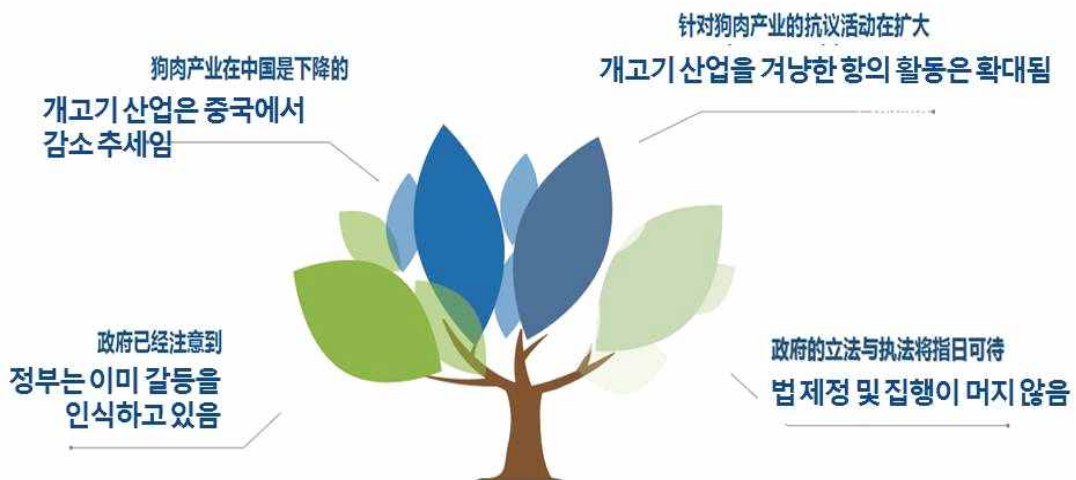 狗肉产业在中国是下降的
개고기 산업은 중국에서
감소 추세임
针对狗肉产业的抗议活动在扩大
개고기 산업을 겨냥한 항의 활동은 확대됨
政府已经注意到
정부는 이미 갈등을
인식하고 있음
政府的立法与执法将指日可待
법 제정 및 집행이 머지 않음